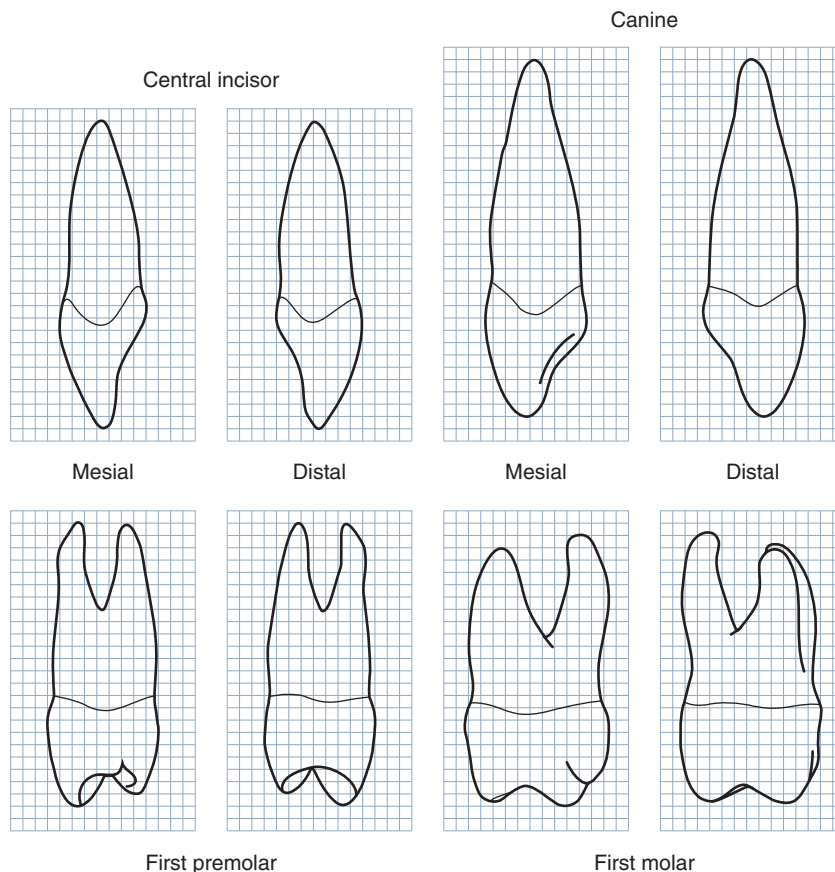 Canine
Central incisor
Mesial
Distal
Mesial
Distal
First premolar
First molar